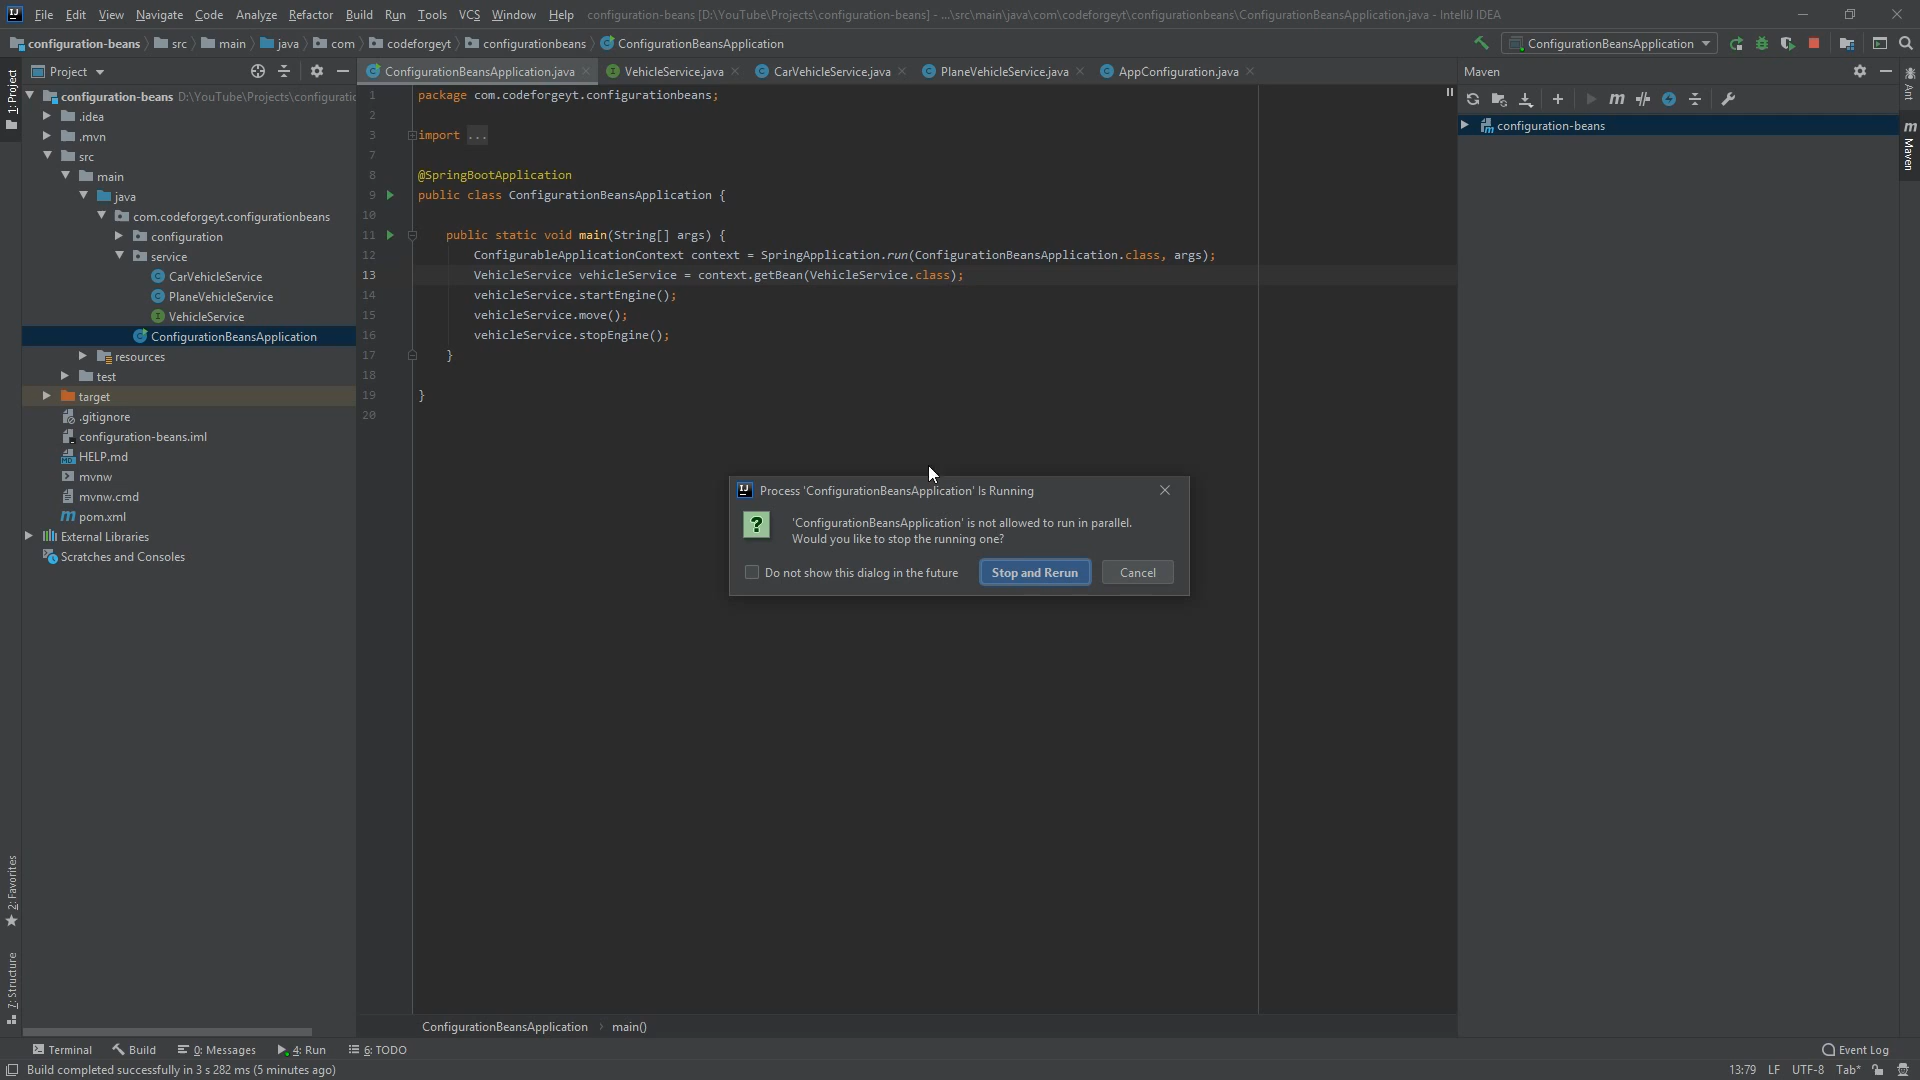 File Edit View Navigate Code Analyze Refactor Build Run Tools VCS Window Help configuration-beans [D:\YouTube\Projects\configuration-beans] - ...\src\main\java\com\codeforgeyt\configurationbeans\ConfigurationBeansApplication.java - IntelliJ IDEA
configuration-beans src main java com codeforgeyt configurationbeans ConfigurationBeansApplication
ConfigurationBeansApplication
Project
ConfigurationBeansApplication.java VehicleService.java CarVehicleService.java PlaneVehicleService.java AppConfiguration.java
Maven
1: Project
configuration-beans D:\YouTube\Projects\configuratic
.idea
.mvn
src
main
java
com.codeforgeyt.configurationbeans
configuration
service
CarVehicleService
PlaneVehicleService
VehicleService
ConfigurationBeansApplication
resources
test
target
.gitignore
configuration-beans.iml
HELP.md
mvnw
mvnw.cmd
pom.xml
External Libraries
Scratches and Consoles
1 package com.codeforgeyt.configurationbeans;
2
3 import ...
7
8 @SpringBootApplication
9 public class ConfigurationBeansApplication {
10
11 public static void main(String[] args) {
12 ConfigurableApplicationContext context = SpringApplication.run(ConfigurationBeansApplication.class, args);
13 VehicleService vehicleService = context.getBean(VehicleService.class);
14 vehicleService.startEngine();
15 vehicleService.move();
16 vehicleService.stopEngine();
17 }
18
19 }
20
Process 'ConfigurationBeansApplication' Is Running
'ConfigurationBeansApplication' is not allowed to run in parallel.
Would you like to stop the running one?
Do not show this dialog in the future Stop and Rerun Cancel
configuration-beans
Ant
Maven
2: Favorites
7: Structure
ConfigurationBeansApplication main()
Terminal Build 0: Messages 4: Run 6: TODO Event Log
Build completed successfully in 3 s 282 ms (5 minutes ago) 13:79 LF UTF-8 Tab*